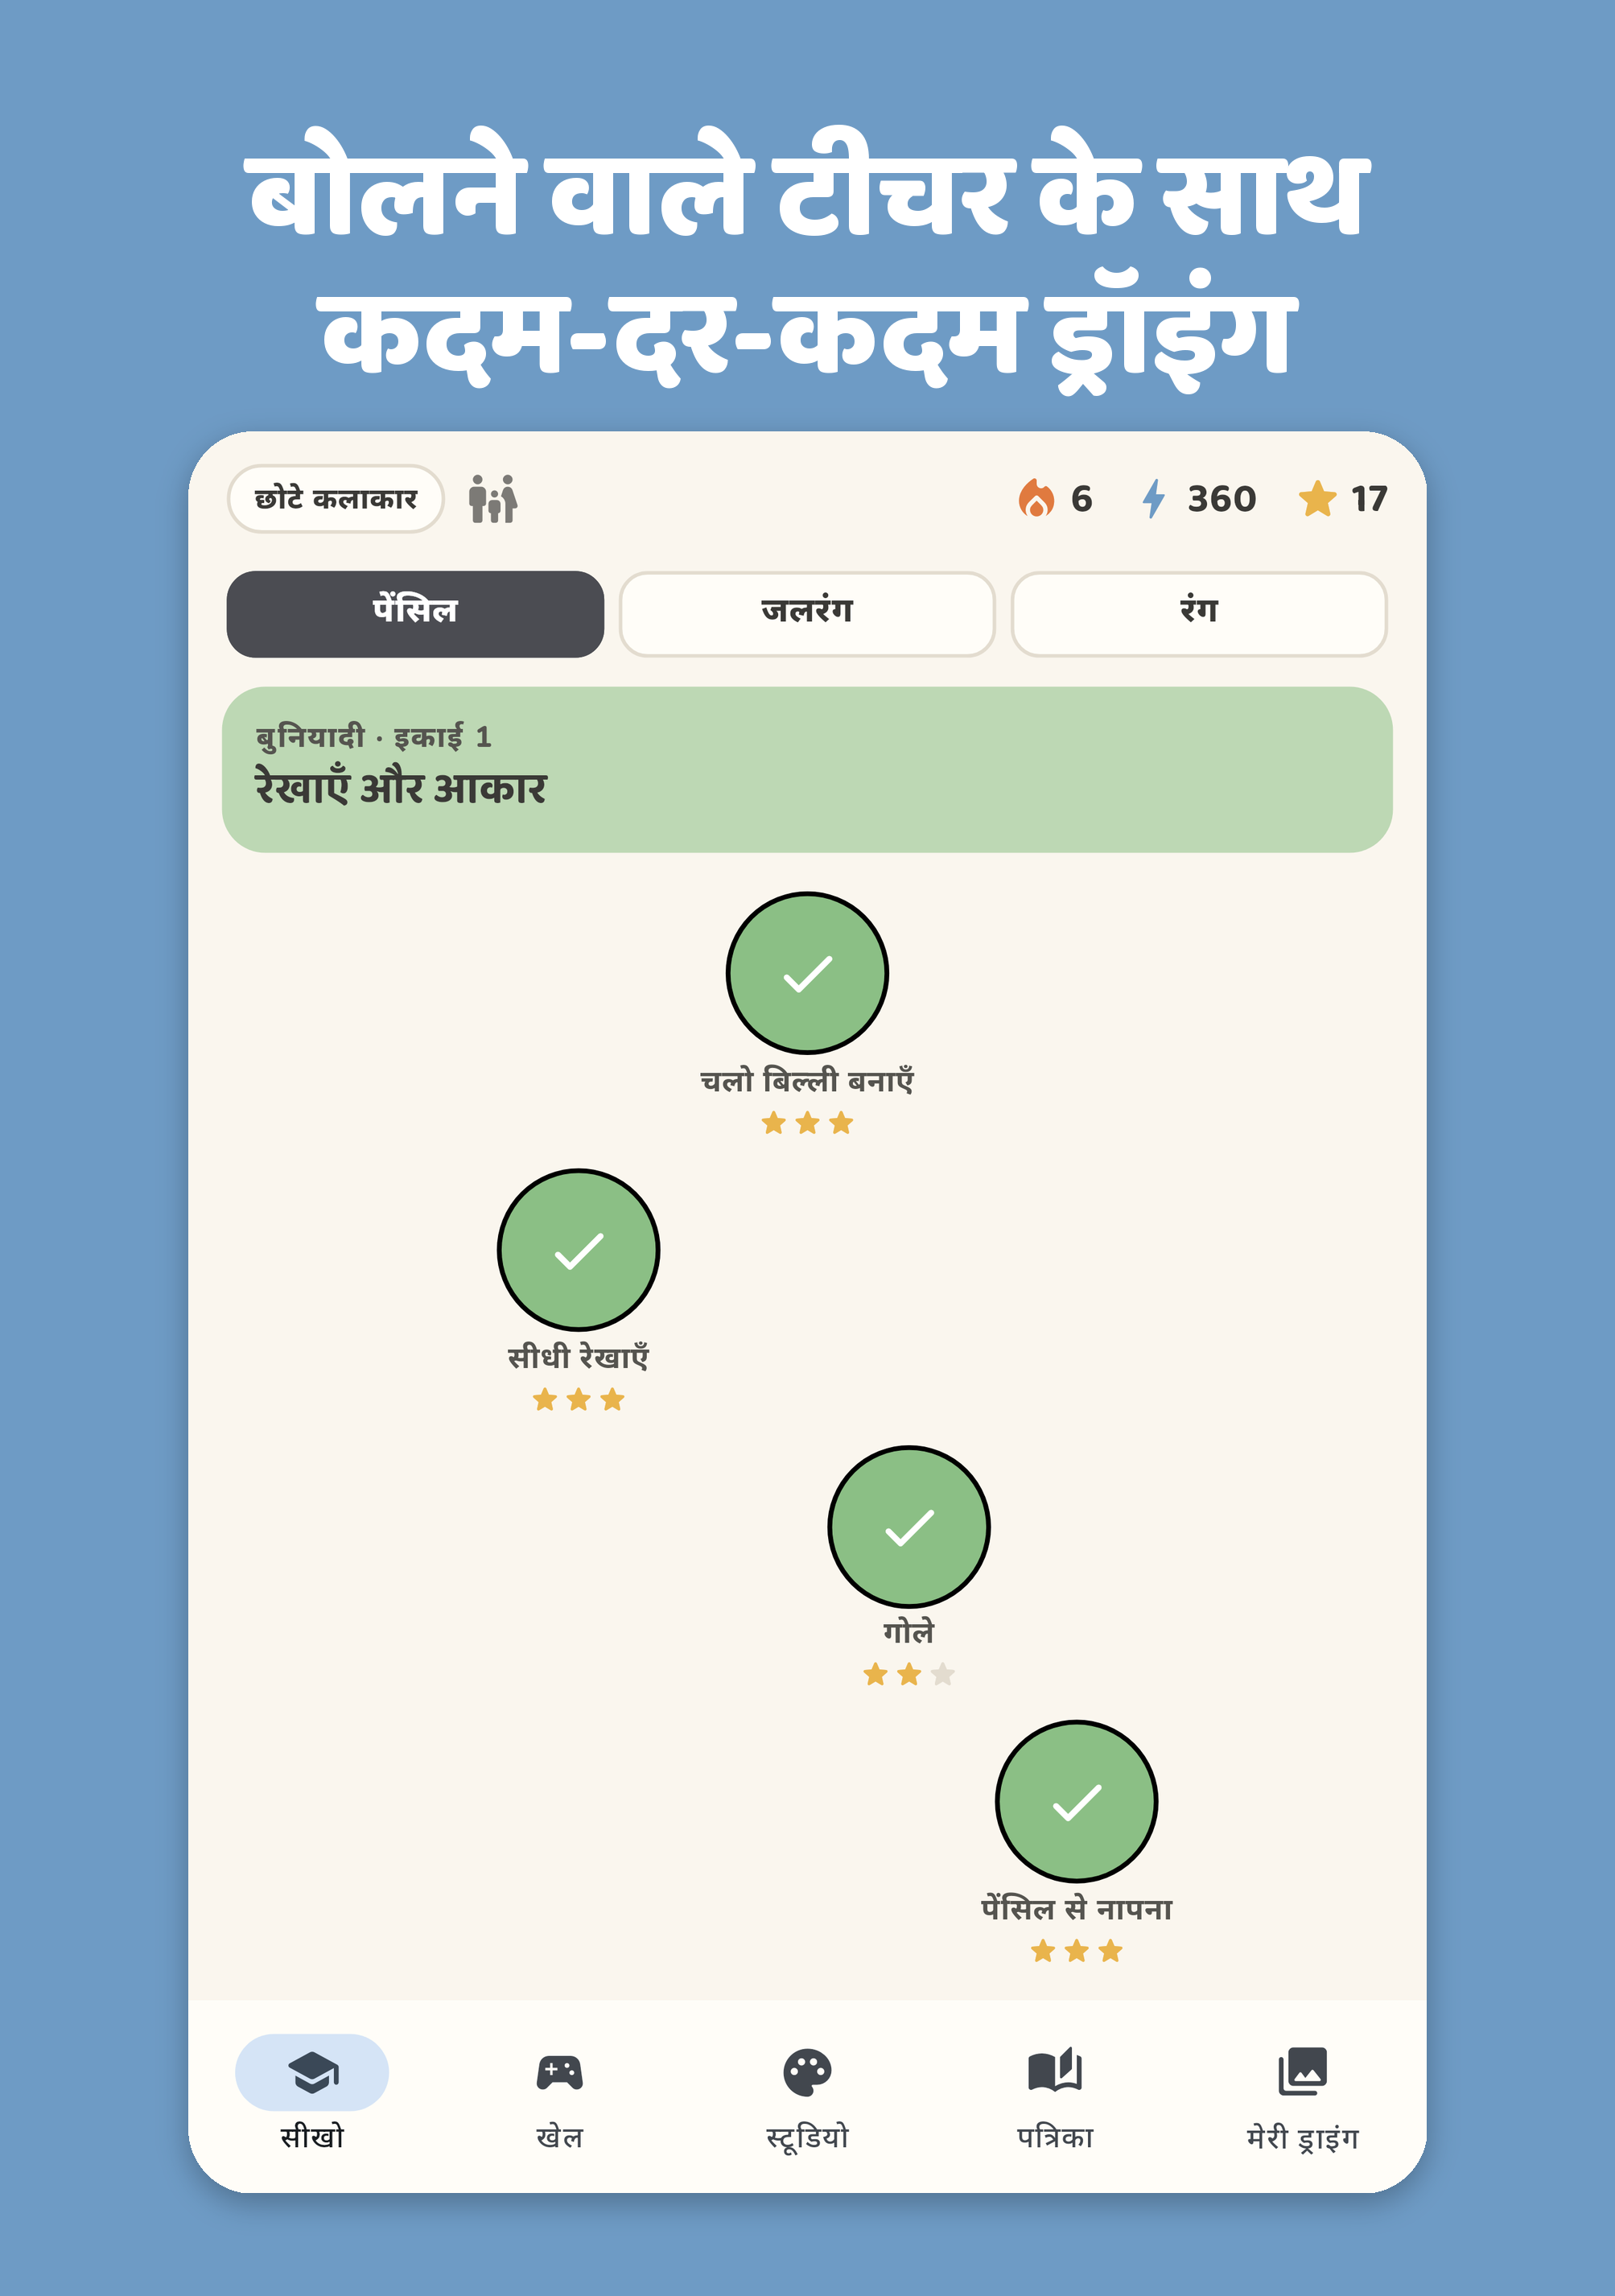 बोलने वाले टीचर के साथ
कदम-दर-कदम ड्रॉइंग
छोटे कलाकार 6 360 17
पेंसिल जलरंग रंग
बुनियादी · इकाई 1
रेखाएँ और आकार
चलो बिल्ली बनाएँ
सीधी रेखाएँ
गोले
पेंसिल से नापना
सीखो खेल स्टूडियो पत्रिका मेरी ड्राइंग